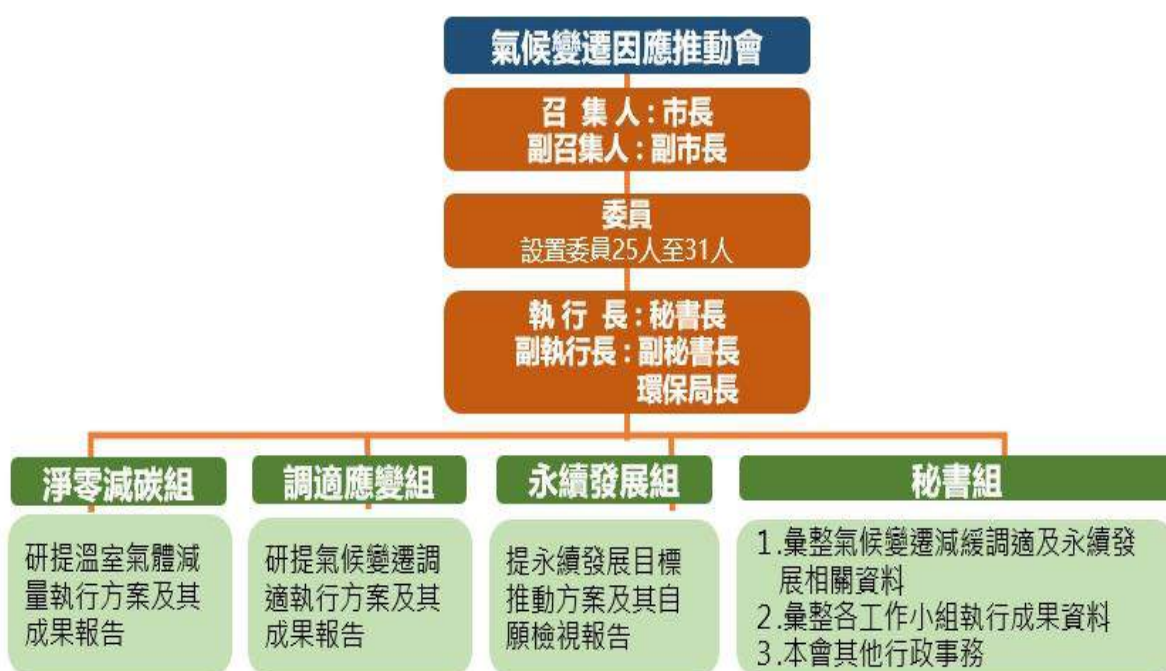 氣候變遷因應推動會
召 集 人：市長
副召集人：副市長
委員
設置委員25人至31人
執 行 長：秘書長
副執行長：副秘書長
環保局長
淨零減碳組
研提溫室氣體減
量執行方案及其
成果報告
調適應變組
研提氣候變遷調
適執行方案及其
成果報告
永續發展組
提永續發展目標
推動方案及其自
願檢視報告
秘書組
1.彙整氣候變遷減緩調適及永續發
展相關資料
2.彙整各工作小組執行成果資料
3.本會其他行政事務